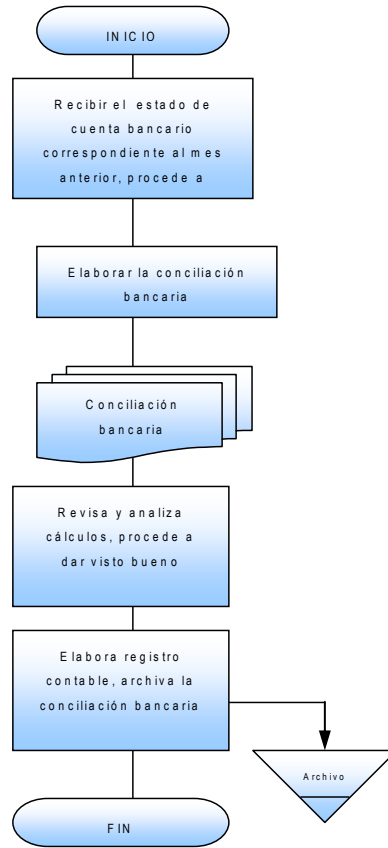 INICIO
Recibir el estado de
cuenta bancario
correspondiente al mes
anterior, procede a
Elaborar la conciliación
bancaria
Conciliación
bancaria
Revisa y analiza
cálculos, procede a
dar visto bueno
Elabora registro
contable, archiva la
conciliación bancaria
Archivo
FIN